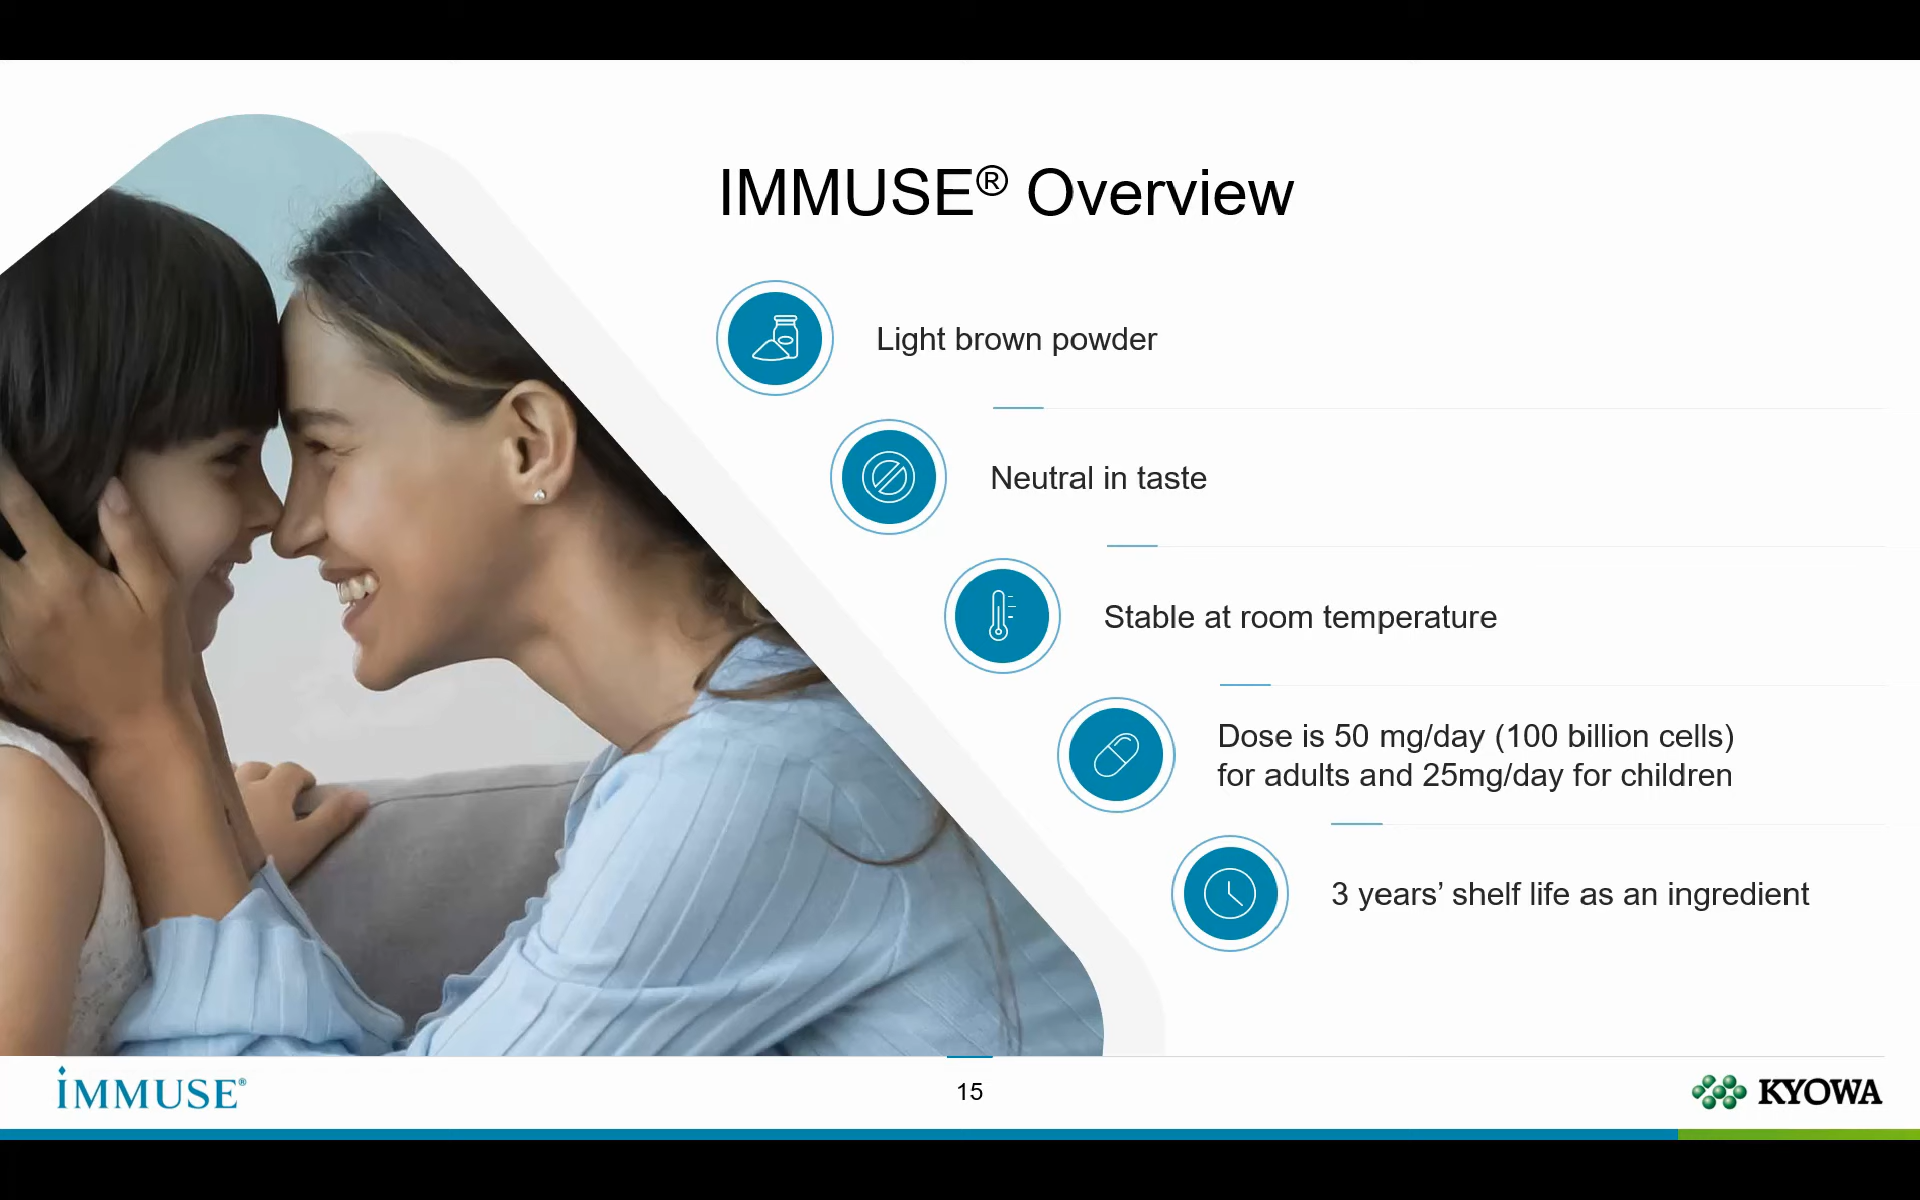 IMMUSE® Overview
Light brown powder
Neutral in taste
Stable at room temperature
Dose is 50 mg/day (100 billion cells)
for adults and 25mg/day for children
3 years’ shelf life as an ingredient
IMMUSE®
15
KYOWA